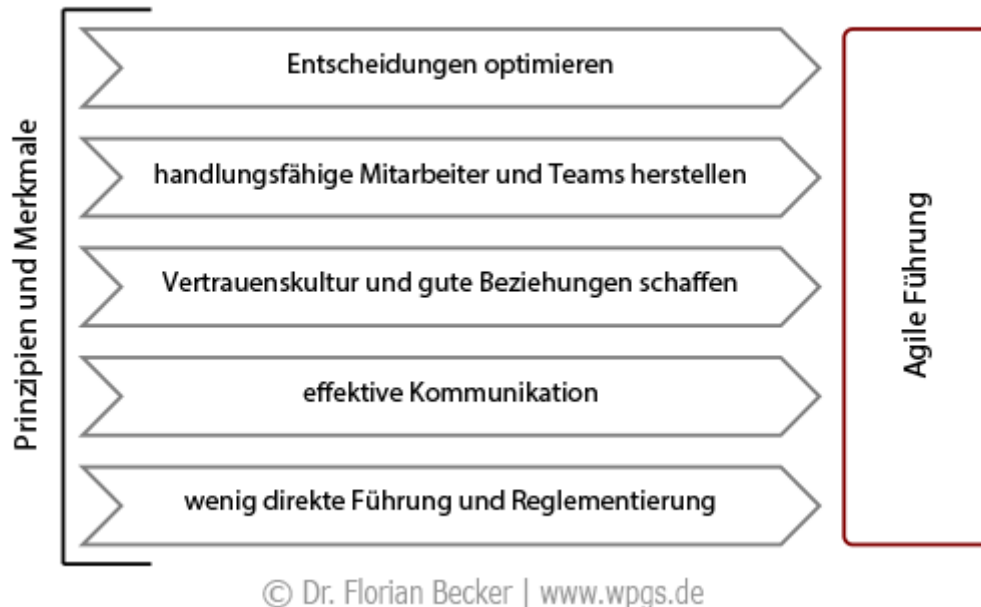 Prinzipien und Merkmale
Entscheidungen optimieren
handlungsfähige Mitarbeiter und Teams herstellen
Vertrauenskultur und gute Beziehungen schaffen
effektive Kommunikation
wenig direkte Führung und Reglementierung
Agile Führung
© Dr. Florian Becker | www.wpgs.de